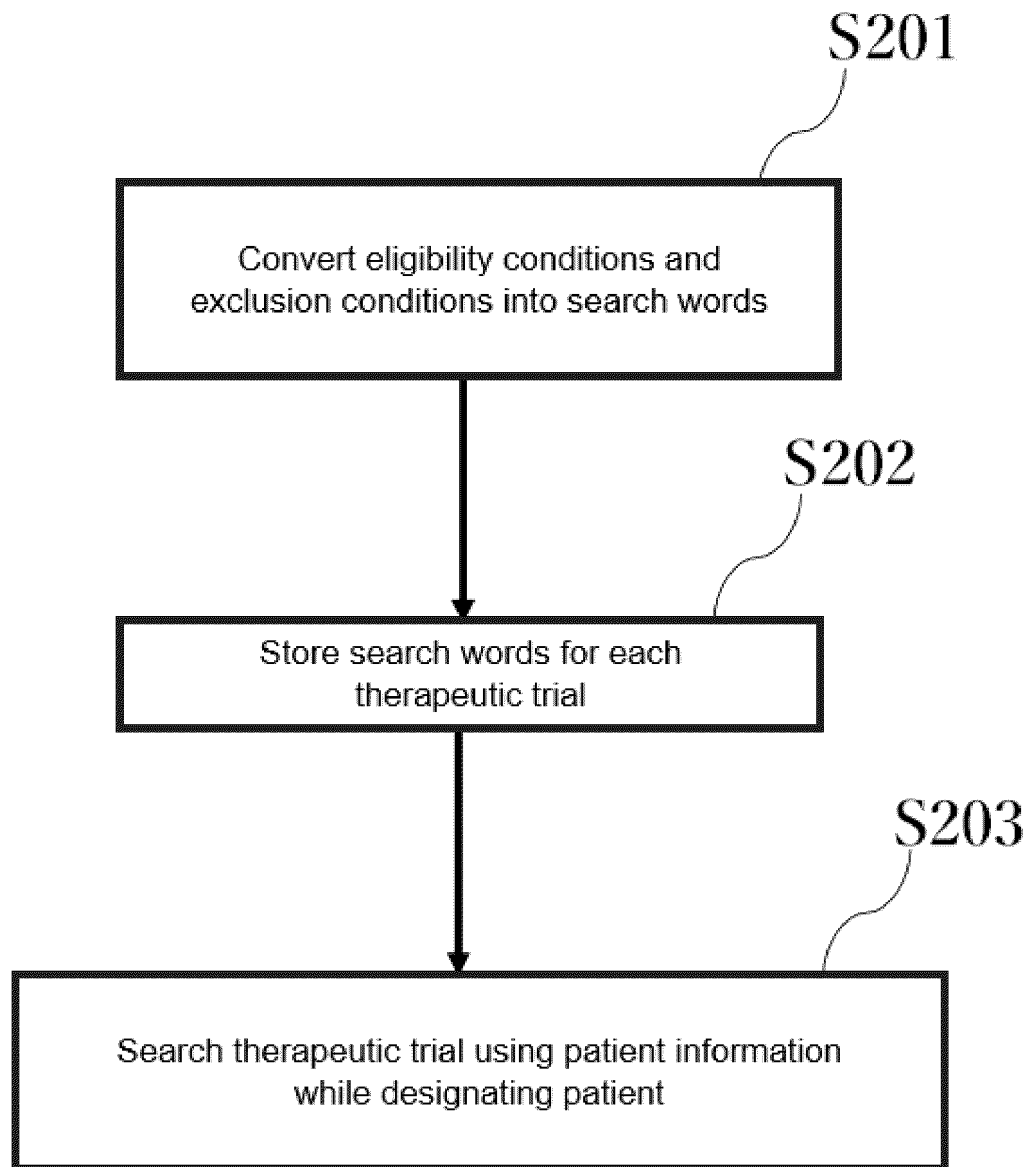 S201
Convert eligibility conditions and
exclusion conditions into search words
S202
Store search words for each
therapeutic trial
S203
Search therapeutic trial using patient information
while designating patient